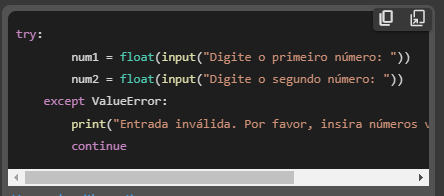 try:
        num1 = float(input("Digite o primeiro número: "))
        num2 = float(input("Digite o segundo número: "))
    except ValueError:
        print("Entrada inválida. Por favor, insira números
        continue